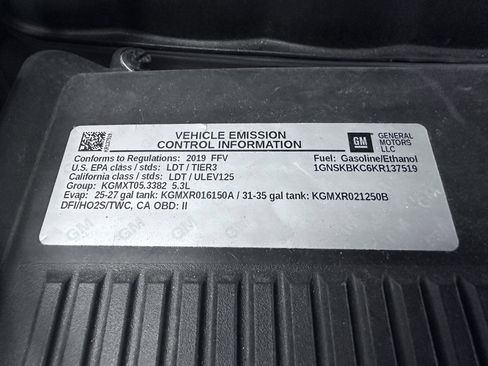 VEHICLE EMISSION
CONTROL INFORMATION
GM
GENERAL
MOTORS
LLC
Conforms to Regulations: 2019 FFV
Fuel: Gasoline/Ethanol
U.S. EPA class / stds: LDT / TIER3
1GNSKBKC6KR137519
California class / stds: LDT / ULEV125
Group: KGMXT05.3382 5.3L
Evap: 25-27 gal tank: KGMXR016150A / 31-35 gal tank: KGMXR021250B
DFI/HO2S/TWC, CA OBD: II